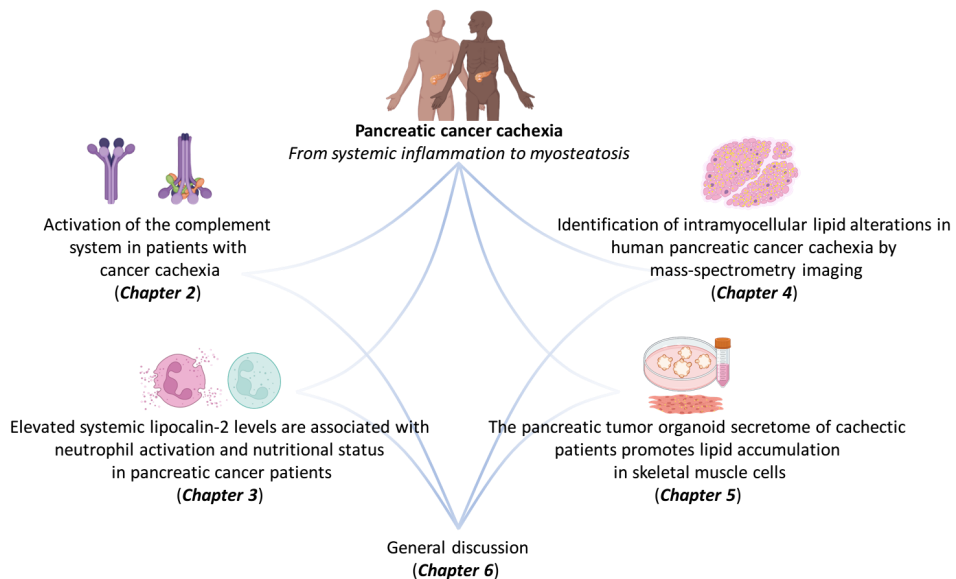 Pancreatic cancer cachexia
From systemic inflammation to myosteatosis
Activation of the complement
system in patients with
cancer cachexia
(Chapter 2)
Identification of intramyocellular lipid alterations in
human pancreatic cancer cachexia by
mass-spectrometry imaging
(Chapter 4)
Elevated systemic lipocalin-2 levels are associated with
neutrophil activation and nutritional status
in pancreatic cancer patients
(Chapter 3)
The pancreatic tumor organoid secretome of cachectic
patients promotes lipid accumulation
in skeletal muscle cells
(Chapter 5)
General discussion
(Chapter 6)